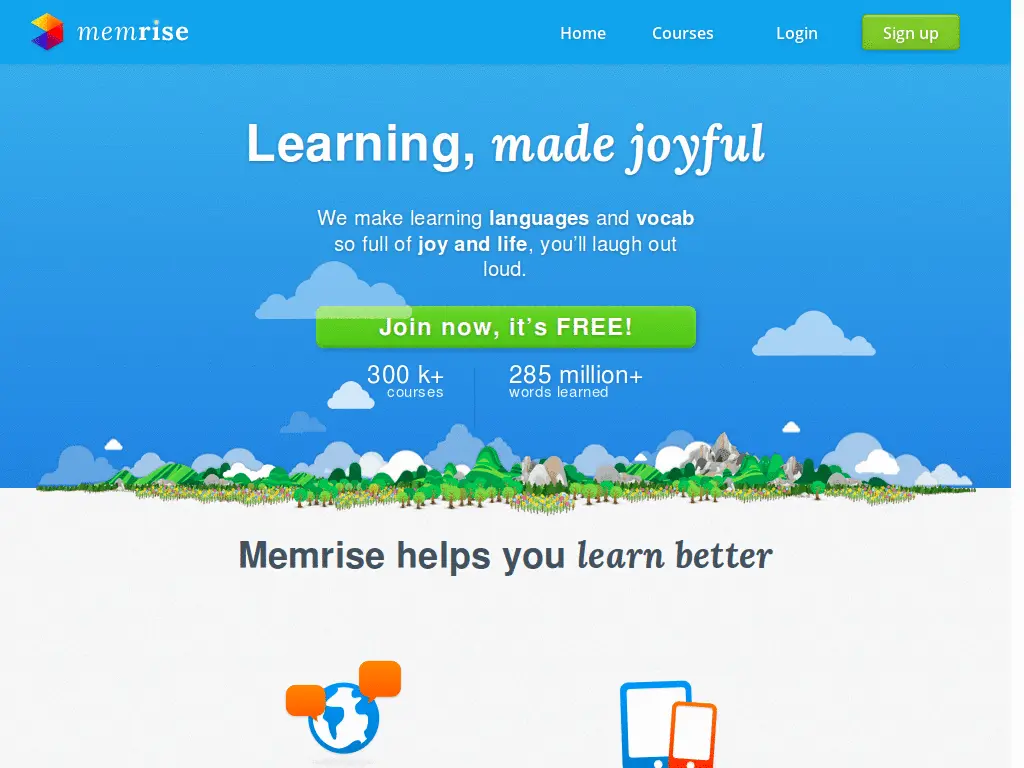 memrise
Home
Courses
Login
Sign up
Learning, made joyful
We make learning languages and vocab
so full of joy and life, you’ll laugh out
loud.
Join now, it’s FREE!
300 k+
courses
285 million+
words learned
Memrise helps you learn better